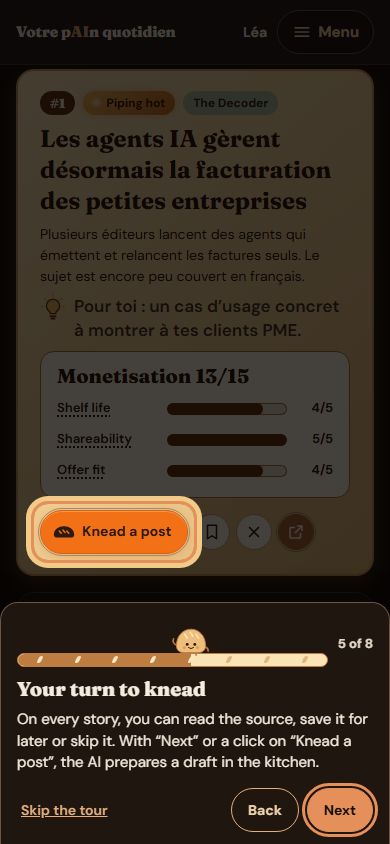 Votre pAIn quotidien
Léa
Menu
#1
Piping hot
The Decoder
Les agents IA gèrent
désormais la facturation
des petites entreprises
Plusieurs éditeurs lancent des agents qui
émettent et relancent les factures seuls. Le
sujet est encore peu couvert en français.
Pour toi : un cas d’usage concret
à montrer à tes clients PME.
Monetisation 13/15
Shelf life 4/5
Shareability 5/5
Offer fit 4/5
Knead a post
5 of 8
Your turn to knead
On every story, you can read the source, save it for
later or skip it. With “Next” or a click on “Knead a
post”, the AI prepares a draft in the kitchen.
Skip the tour
Back
Next